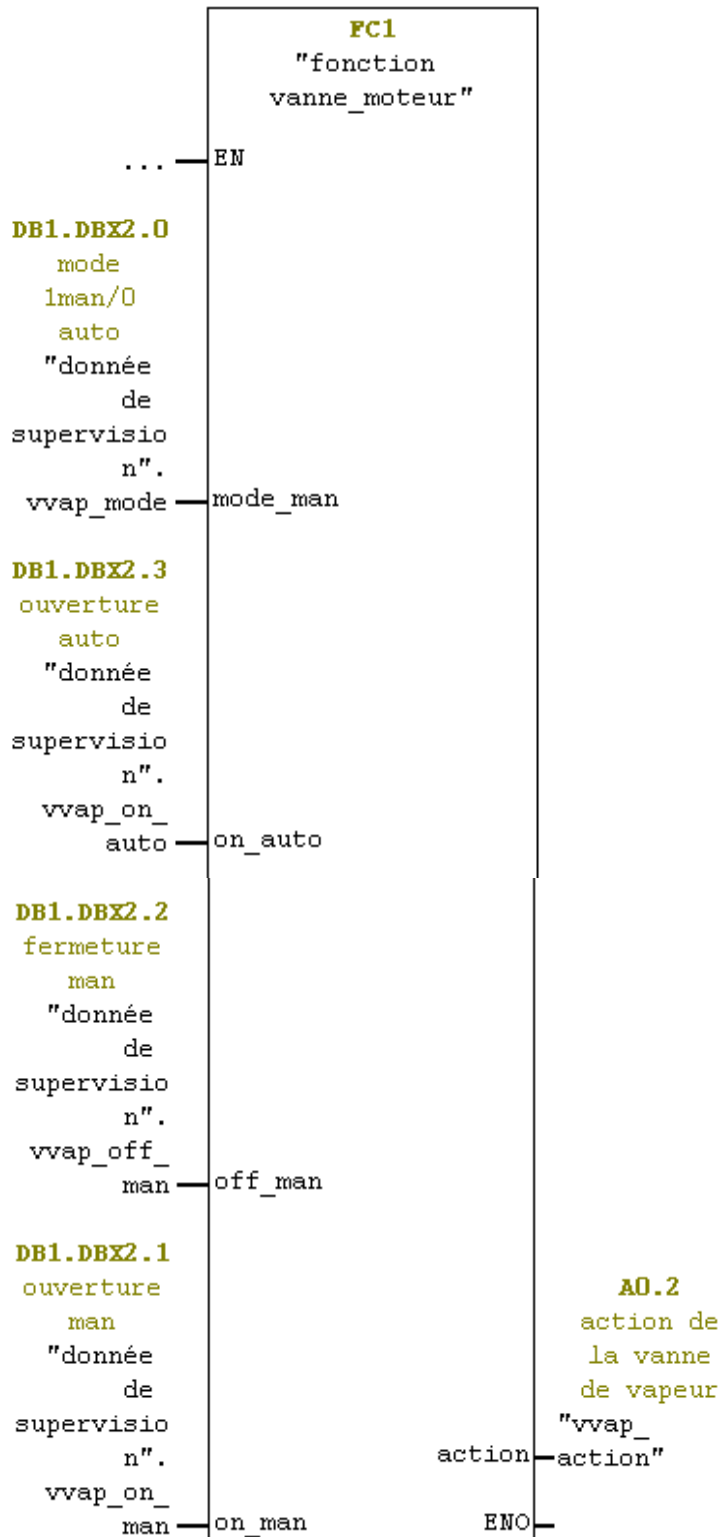 FC1
"fonction
vanne_moteur"
... EN
DB1.DBX2.0
mode
1man/0
auto
"donnée
de
supervisio
n".
vvap_mode mode_man
DB1.DBX2.3
ouverture
auto
"donnée
de
supervisio
n".
vvap_on_
auto on_auto
DB1.DBX2.2
fermeture
man
"donnée
de
supervisio
n".
vvap_off_
man off_man
DB1.DBX2.1
ouverture
man
"donnée
de
supervisio
n".
vvap_on_
man on_man
A0.2
action de
la vanne
de vapeur
"vvap_
action action"
ENO